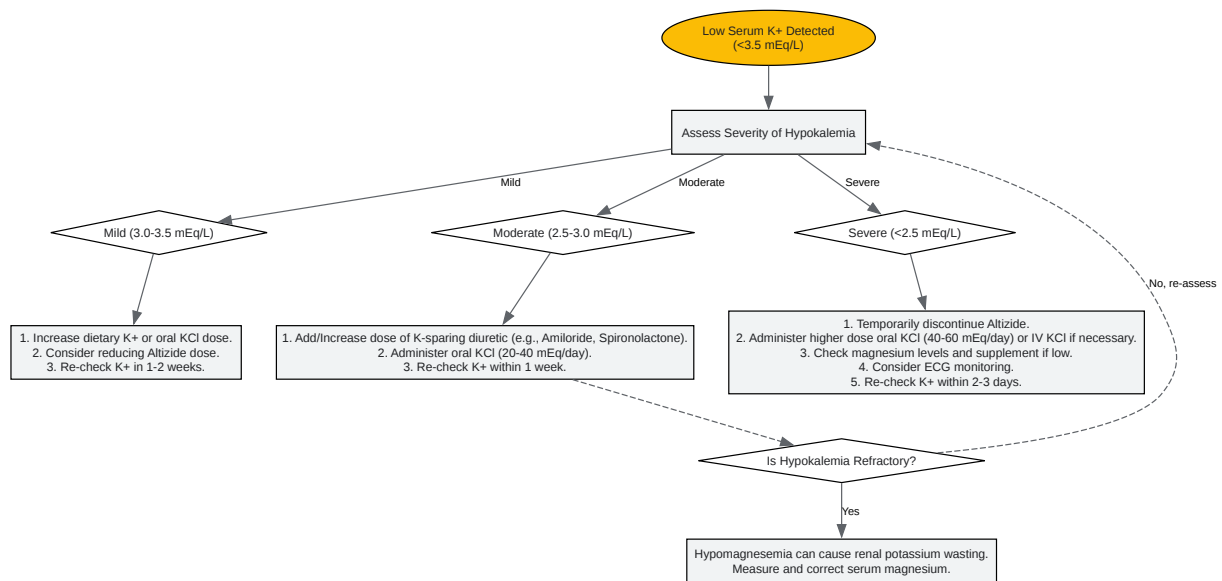 Low Serum K+ Detected
(<3.5 mEq/L)
Assess Severity of Hypokalemia
Mild
Moderate
Severe
Mild (3.0-3.5 mEq/L)
Moderate (2.5-3.0 mEq/L)
Severe (<2.5 mEq/L)
No, re-assess
1. Increase dietary K+ or oral KCl dose.
2. Consider reducing Altizide dose.
3. Re-check K+ in 1-2 weeks.
1. Add/Increase dose of K-sparing diuretic (e.g., Amiloride, Spironolactone).
2. Administer oral KCl (20-40 mEq/day).
3. Re-check K+ within 1 week.
1. Temporarily discontinue Altizide.
2. Administer higher dose oral KCl (40-60 mEq/day) or IV KCl if necessary.
3. Check magnesium levels and supplement if low.
4. Consider ECG monitoring.
5. Re-check K+ within 2-3 days.
Is Hypokalemia Refractory?
Yes
Hypomagnesemia can cause renal potassium wasting.
Measure and correct serum magnesium.